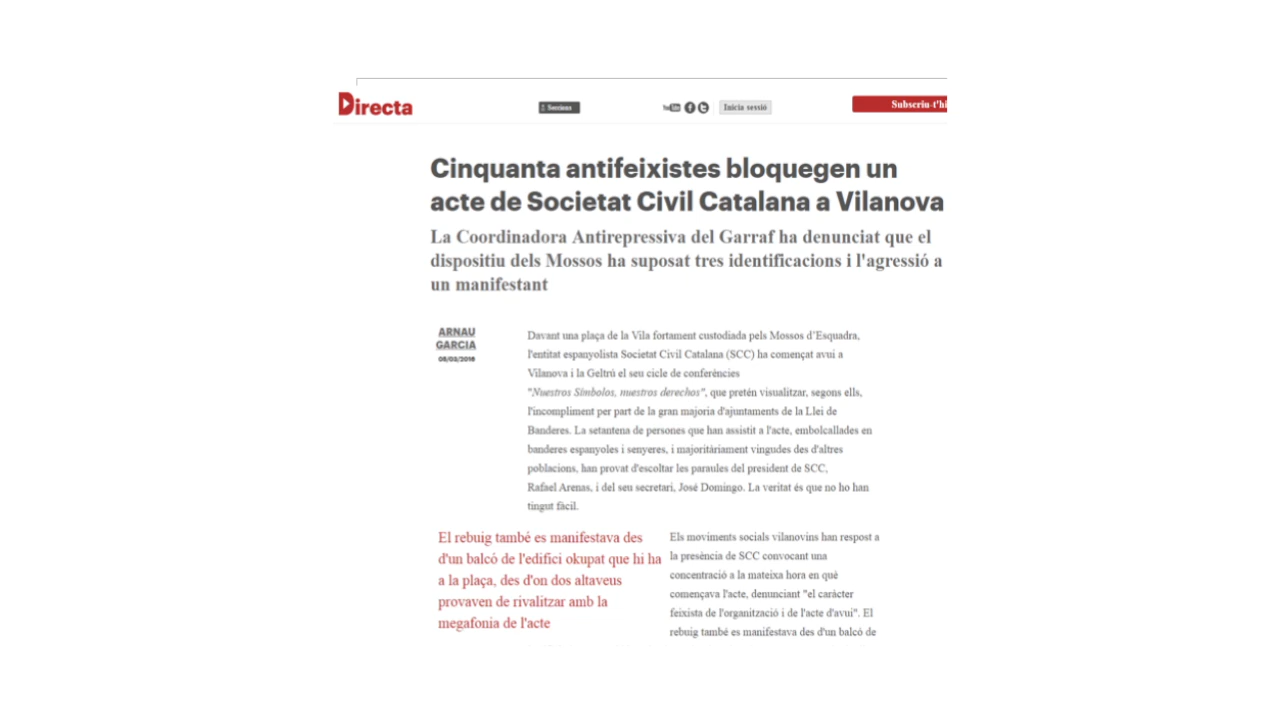 Directa
Seccions
You Tube
Inicia sessió
Subscriu-t'hi
Cinquanta antifeixistes bloquegen un
acte de Societat Civil Catalana a Vilanova
La Coordinadora Antirepressiva del Garraf ha denunciat que el
dispositiu dels Mossos ha suposat tres identificacions i l'agressió a
un manifestant
ARNAU
GARCIA
05/03/2016
Davant una plaça de la Vila fortament custodiada pels Mossos d'Esquadra,
l'entitat espanyolista Societat Civil Catalana (SCC) ha començat avui a
Vilanova i la Geltrú el seu cicle de conferències
"Nuestros Símbolos, nuestros derechos", que pretén visualitzar, segons ells,
l'incompliment per part de la gran majoria d'ajuntaments de la Llei de
Banderes. La setantena de persones que han assistit a l'acte, embolcallades en
banderes espanyoles i senyeres, i majoritàriament vingudes des d'altres
poblacions, han provat d'escoltar les paraules del president de SCC,
Rafael Arenas, i del seu secretari, José Domingo. La veritat és que no ho han
tingut fàcil.
El rebuig també es manifestava des
d'un balcó de l'edifici okupat que hi ha
a la plaça, des d'on dos altaveus
provaven de rivalitzar amb la
megafonia de l'acte
Els moviments socials vilanovins han respost a
la presència de SCC convocant una
concentració a la mateixa hora en què
començava l'acte, denunciant "el caràcter
feixista de l'organització i de l'acte d'avui". El
rebuig també es manifestava des d'un balcó de